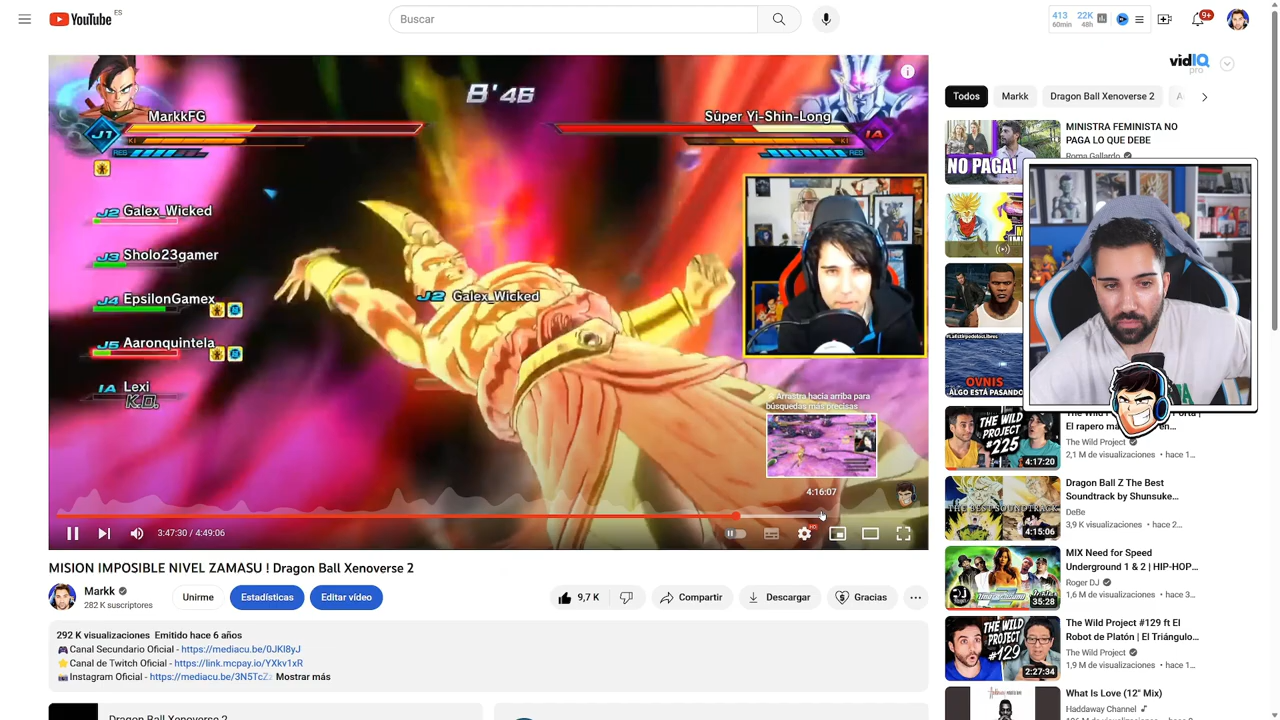 YouTube ES
Buscar
413
60min
22K
48h
9+
8'46
MarkkFG
J1
RES
KI
Súper Yi-Shin-Long
KI
IA
RES
J2 Galex_Wicked
J3 Sholo23gamer
J4 EpsilonGamex
J5 Aaronquintela
IA Lexi
K.O.
J2 Galex_Wicked
Arrastra hacia arriba para
búsquedas más precisas
4:16:07
3:47:30 / 4:49:06
HD
MISION IMPOSIBLE NIVEL ZAMASU ! Dragon Ball Xenoverse 2
Markk
282 K suscriptores
Unirme
Estadísticas
Editar vídeo
9,7 K
Compartir
Descargar
Gracias
292 K visualizaciones Emitido hace 6 años
Canal Secundario Oficial - https://mediacu.be/0JKI8yJ
Canal de Twitch Oficial - https://link.mcpay.io/YXkv1xR
Instagram Oficial - https://mediacu.be/3N5TcZ
Mostrar más
Dragon Ball Xenoverse 2
vidIQ
pro
Todos
Markk
Dragon Ball Xenoverse 2
NO PAGA!
MINISTRA FEMINISTA NO
PAGA LO QUE DEBE
Roma Gallardo
OVNIS
ALGO ESTÁ PASANDO
THE WILD
PROJECT
#225
4:17:20
El rapero
The Wild Project
2,1 M de visualizaciones • hace 1...
THE BEST SOUNDTRACK
4:15:06
Dragon Ball Z The Best
Soundtrack by Shunsuke...
DeBe
3,9 K visualizaciones • hace 2...
35:28
MIX Need for Speed
Underground 1 & 2 | HIP-HOP...
Roger DJ
1,6 M de visualizaciones • hace 3...
THE WILD
PROJECT
#129
2:27:34
The Wild Project #129 ft El
Robot de Platón | El Triángulo...
The Wild Project
1,9 M de visualizaciones • hace 1...
What Is Love (12" Mix)
Haddaway Channel